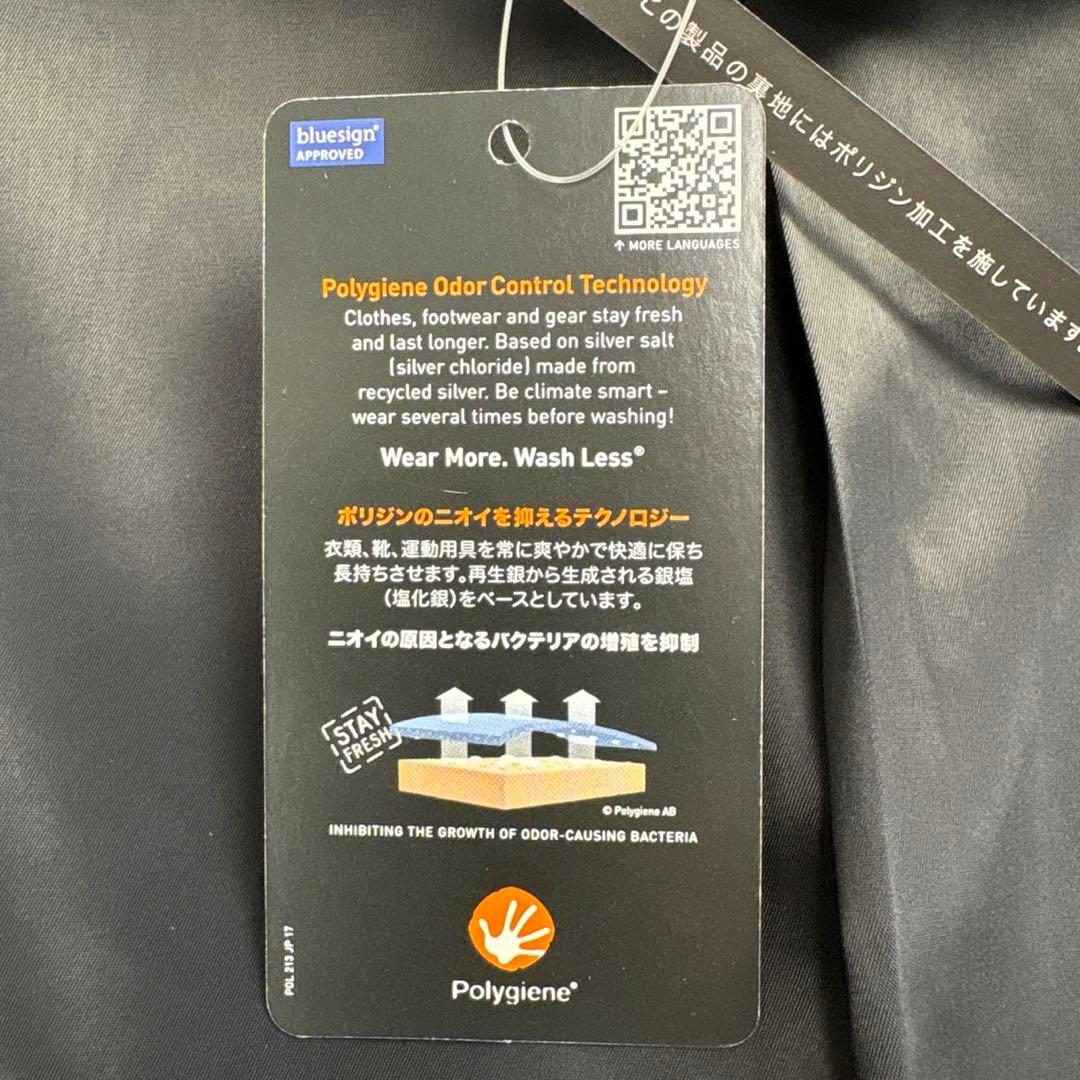 この製品の裏地にはポリジン加工を施しています。
bluesign®
APPROVED
↑ MORE LANGUAGES
Polygiene Odor Control Technology
Clothes, footwear and gear stay fresh
and last longer. Based on silver salt
(silver chloride) made from
recycled silver. Be climate smart –
wear several times before washing!
Wear More. Wash Less®
ポリジンのニオイを抑えるテクノロジー
衣類、靴、運動用具を常に爽やかで快適に保ち
長持ちさせます。再生銀から生成される銀塩
（塩化銀）をベースとしています。
ニオイの原因となるバクテリアの増殖を抑制
STAY
FRESH
© Polygiene AB
INHIBITING THE GROWTH OF ODOR-CAUSING BACTERIA
POL 213 JP 17
Polygiene®